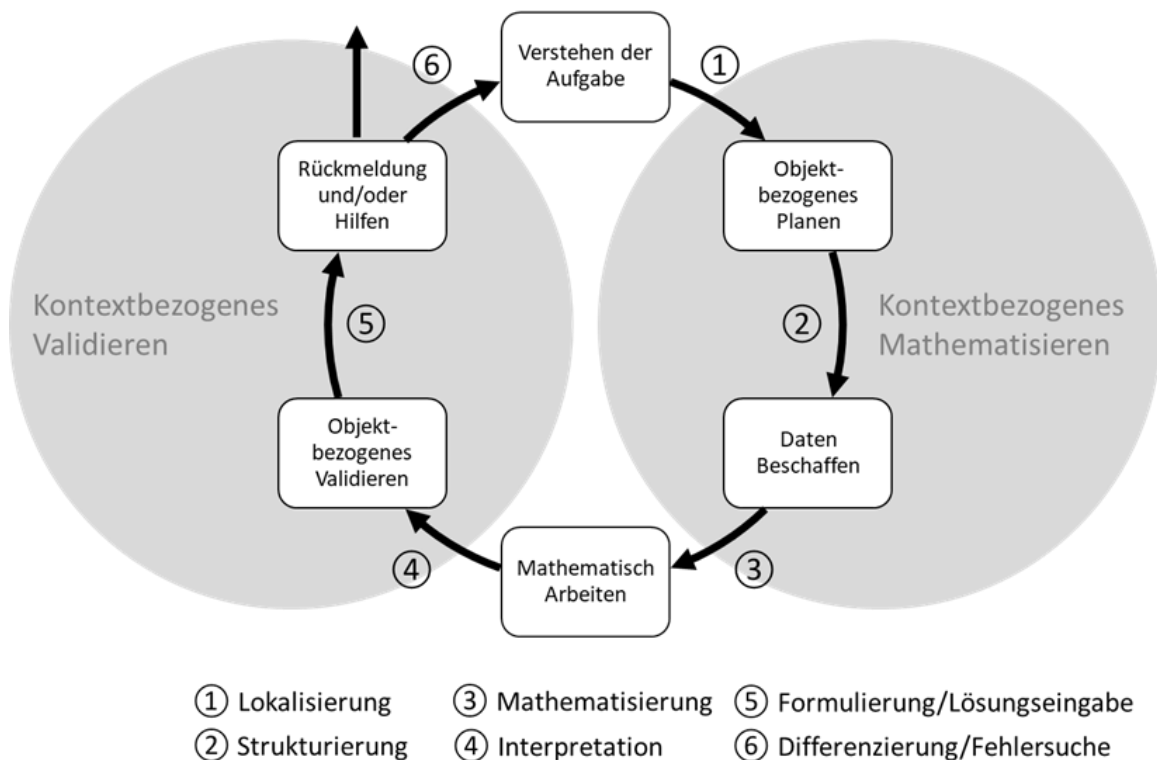 ⑥
Verstehen der
Aufgabe
①
Rückmeldung
und/oder
Hilfen
Objekt-
bezogenes
Planen
Kontextbezogenes
Validieren
⑤
②
Kontextbezogenes
Mathematisieren
Objekt-
bezogenes
Validieren
Daten
Beschaffen
④
Mathematisch
Arbeiten
③
① Lokalisierung
③ Mathematisierung
⑤ Formulierung/Lösungseingabe
② Strukturierung
④ Interpretation
⑥ Differenzierung/Fehlersuche